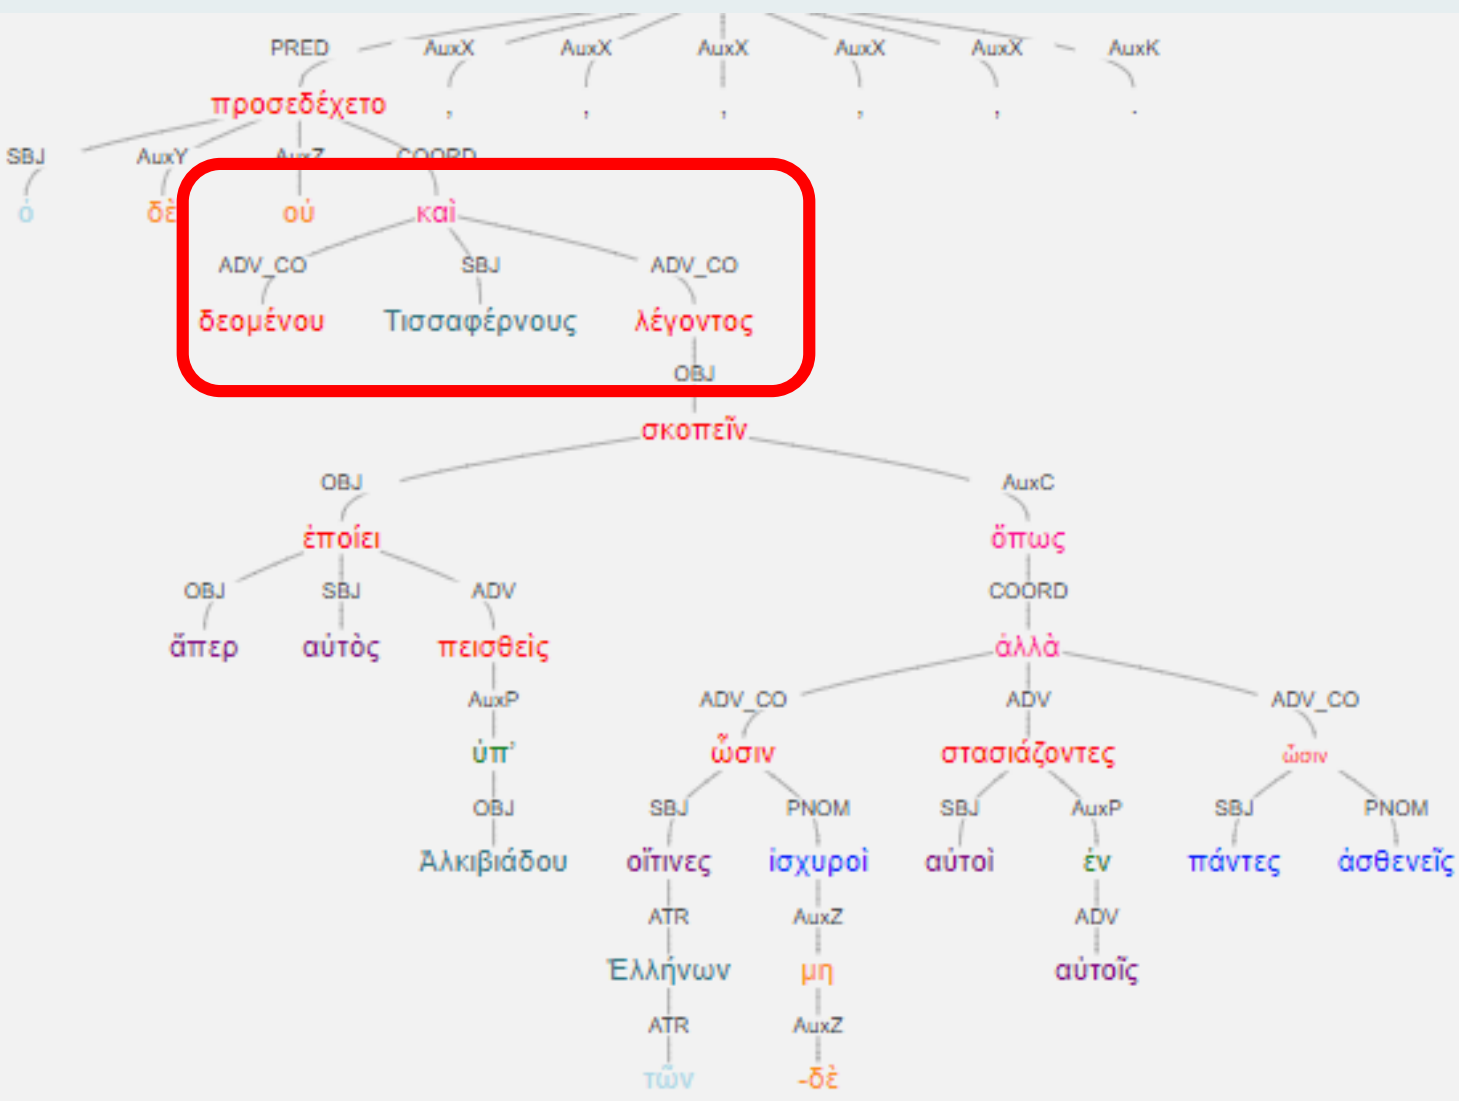 PRED AuxX AuxX AuxX AuxX AuxX AuxK
προσεδέχετο , , , , , .
SBJ AuxY AuxZ COORD
ὁ δὲ οὐ καὶ
ADV_CO SBJ ADV_CO
δεομένου Τισσαφέρνους λέγοντος
OBJ
σκοπεῖν
OBJ AuxC
ἐποίει ὅπως
OBJ SBJ ADV COORD
ἅπερ αὐτὸς πεισθεὶς ἀλλὰ
AuxP ADV_CO ADV ADV_CO
ὑπ’ ὦσιν στασιάζοντες ὦσιν
OBJ SBJ PNOM SBJ AuxP SBJ PNOM
Ἀλκιβιάδου οἵτινες ἰσχυροὶ αὐτοὶ ἐν πάντες ἀσθενεῖς
ATR AuxZ ADV
Ἑλλήνων μη αὑτοῖς
ATR AuxZ
τῶν -δὲ